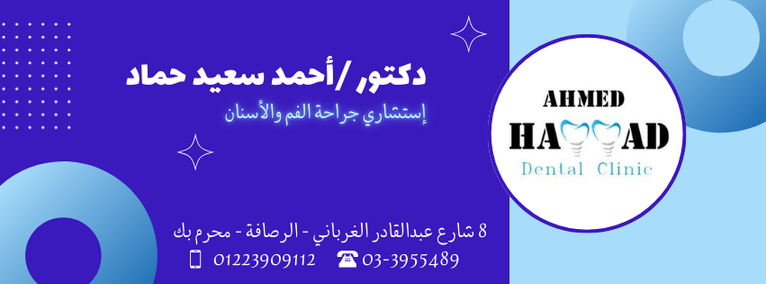 دكتور /أحمد سعيد حماد
إستشاري جراحة الفم والأسنان
8 شارع عبدالقادر الغرباني - الرصافة - محرم بك
01223909112 03-3955489
AHMED
HAMMAD
Dental Clinic